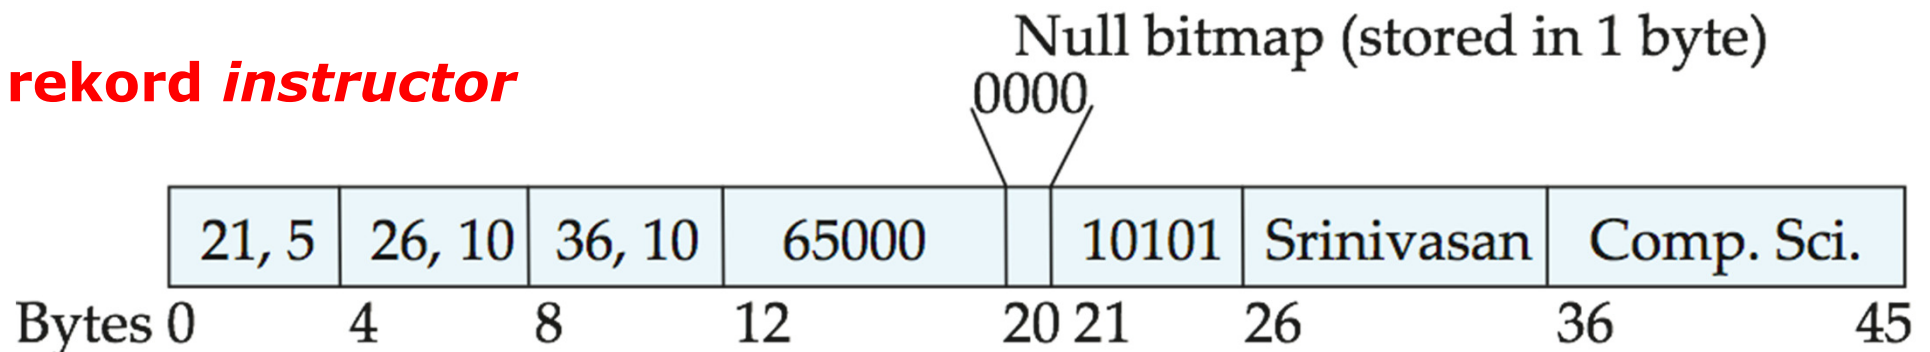 Null bitmap (stored in 1 byte)
rekord instructor
0000
21, 5 26, 10 36, 10 65000 10101 Srinivasan Comp. Sci.
Bytes 0 4 8 12 20 21 26 36 45